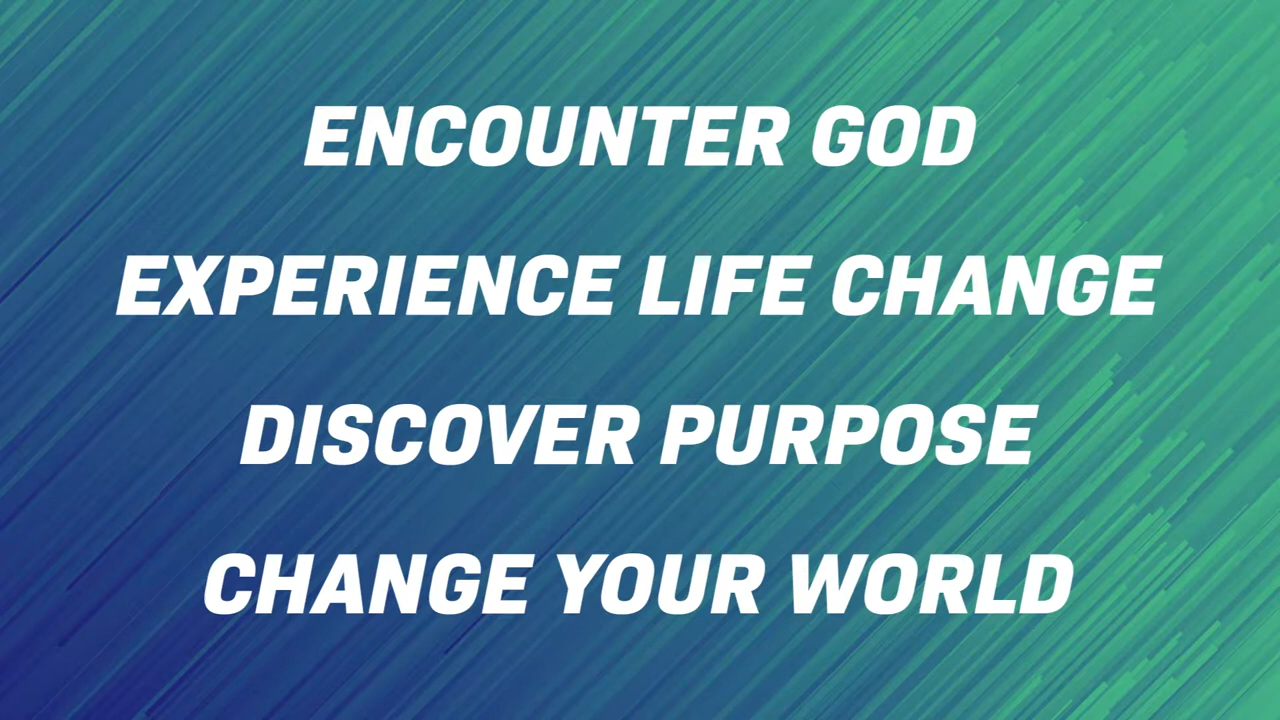 ENCOUNTER GOD
EXPERIENCE LIFE CHANGE
DISCOVER PURPOSE
CHANGE YOUR WORLD